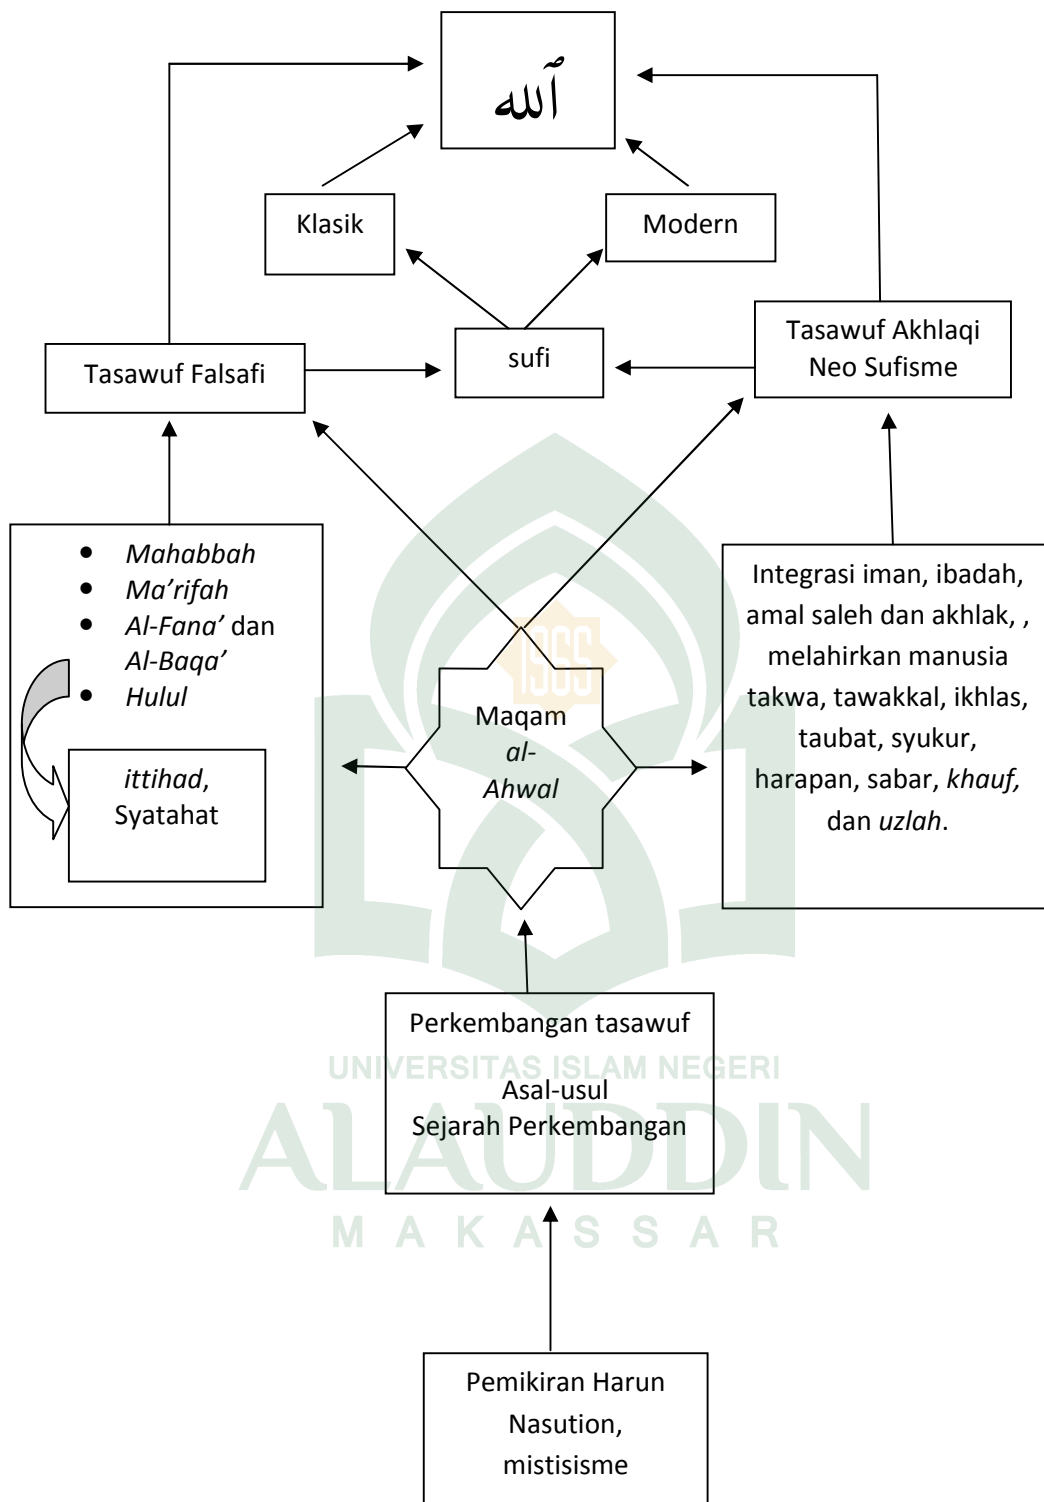 آلله
Klasik
Modern
sufi
Tasawuf Akhlaqi
Neo Sufisme
Tasawuf Falsafi
• Mahabbah
• Ma’rifah
• Al-Fana’ dan
Al-Baqa’
• Hulul
ittihad,
Syatahat
Maqam
al-
Ahwal
Integrasi iman, ibadah,
amal saleh dan akhlak, ,
melahirkan manusia
takwa, tawakkal, ikhlas,
taubat, syukur,
harapan, sabar, khauf,
dan uzlah.
1965
Perkembangan tasawuf
Asal-usul
Sejarah Perkembangan
UNIVERSITAS ISLAM NEGERI
ALAUDDIN
MAKASSAR
Pemikiran Harun
Nasution,
mistisisme